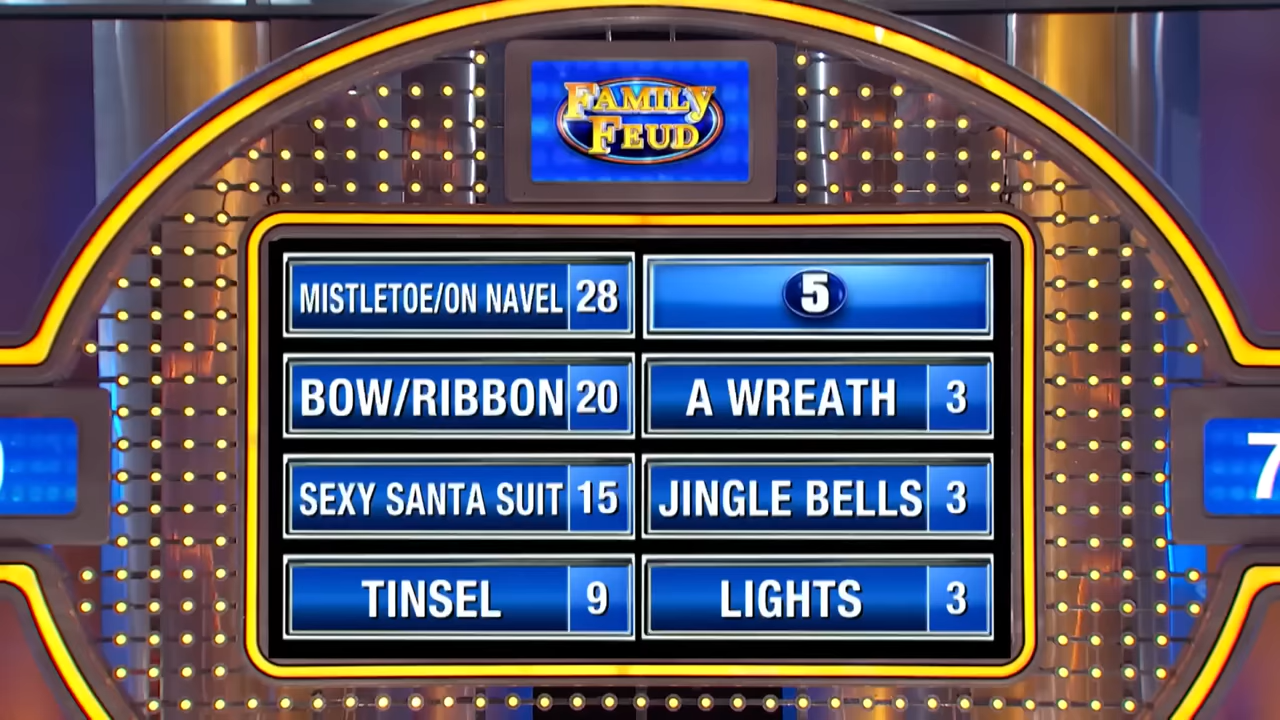 FAMILY
FEUD
MISTLETOE/ON NAVEL 28
5
BOW/RIBBON 20
A WREATH 3
SEXY SANTA SUIT 15
JINGLE BELLS 3
TINSEL 9
LIGHTS 3
7